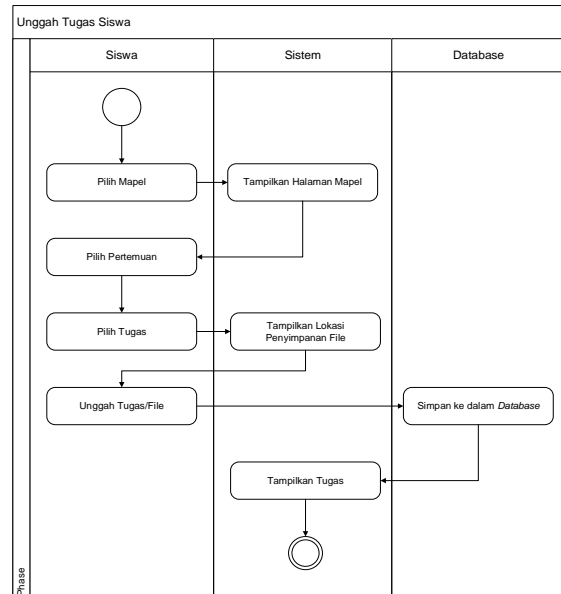 Unggah Tugas Siswa
Siswa
Sistem
Database
Pilih Mapel
Tampilkan Halaman Mapel
Pilih Pertemuan
Pilih Tugas
Tampilkan Lokasi
Penyimpanan File
Unggah Tugas/File
Simpan ke dalam Database
Tampilkan Tugas
Phase